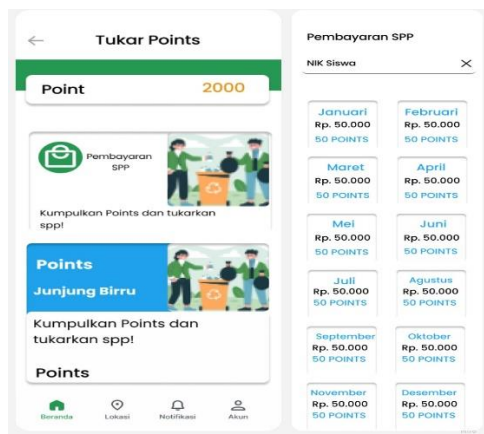 Tukar Points
Point 2000
Pembayaran
SPP
Kumpulkan Points dan tukarkan
spp!
Points
Junjung Birru
Kumpulkan Points dan
tukarkan spp!
Points
Beranda Lokasi Notifikasi Akun
Pembayaran SPP
NIK Siswa
Januari Februari
Rp. 50.000 Rp. 50.000
50 POINTS 50 POINTS
Maret April
Rp. 50.000 Rp. 50.000
50 POINTS 50 POINTS
Mei Juni
Rp. 50.000 Rp. 50.000
50 POINTS 50 POINTS
Juli Agustus
Rp. 50.000 Rp. 50.000
50 POINTS 50 POINTS
September Oktober
Rp. 50.000 Rp. 50.000
50 POINTS 50 POINTS
November Desember
Rp. 50.000 Rp. 50.000
50 POINTS 50 POINTS